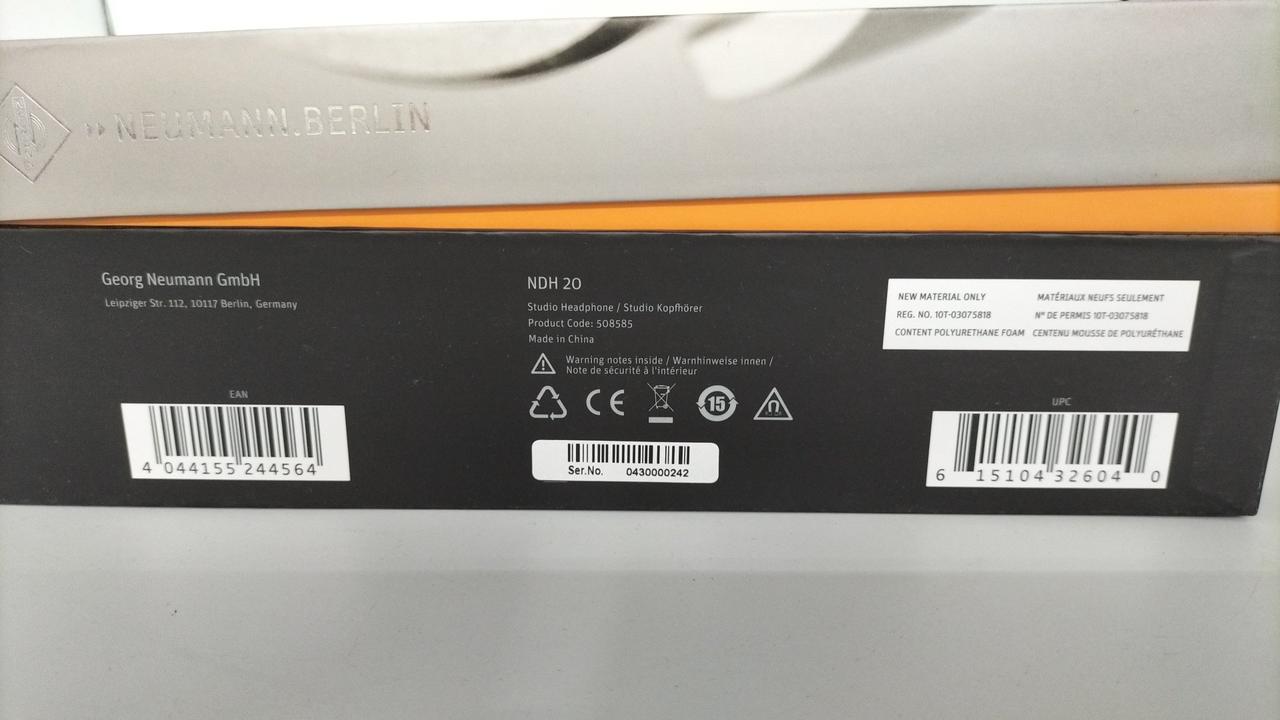 NEUMANN.BERLIN
Georg Neumann GmbH
Leipziger Str. 112, 10117 Berlin, Germany
EAN
4 044155 244564
NDH 20
Studio Headphone / Studio Kopfhörer
Product Code: 508585
Made in China
Warning notes inside / Warnhinweise innen /
Note de sécurité à l'intérieur
CE
15
Ser.No. 0430000242
NEW MATERIAL ONLY
REG. NO. 10T-03075818
CONTENT POLYURETHANE FOAM
MATÉRIAUX NEUFS SEULEMENT
Nº DE PERMIS 10T-03075818
CENTENU MOUSSE DE POLYURÉTHANE
UPC
6 15104 32604 0